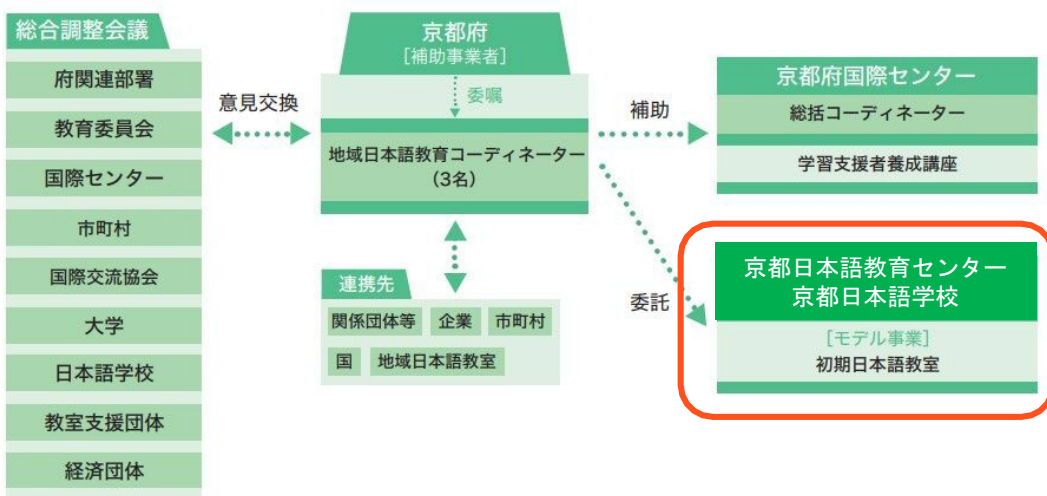 総合調整会議
府関連部署
教育委員会
国際センター
市町村
国際交流協会
大学
日本語学校
教室支援団体
経済団体
意見交換
京都府
[補助事業者]
委嘱
地域日本語教育コーディネーター
(3名)
連携先
関係団体等 企業 市町村
国 地域日本語教室
補助
委託
京都府国際センター
総括コーディネーター
学習支援者養成講座
京都日本語教育センター
京都日本語学校
[モデル事業]
初期日本語教室